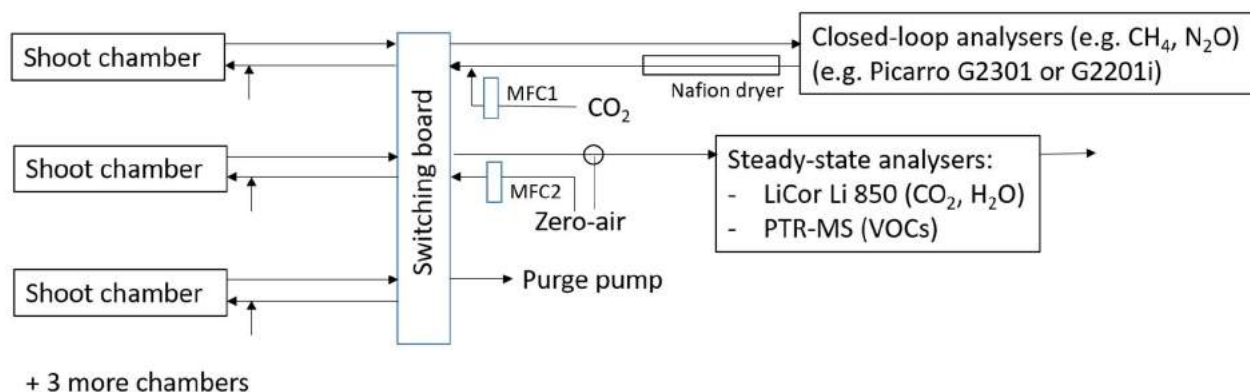 Shoot chamber
Closed-loop analysers (e.g. CH₄, N₂O)
(e.g. Picarro G2301 or G2201i)
Nafion dryer
MFC1
CO₂
Switching board
Shoot chamber
Steady-state analysers:
- LiCor Li 850 (CO₂, H₂O)
- PTR-MS (VOCs)
MFC2
Zero-air
Shoot chamber
Purge pump
+ 3 more chambers